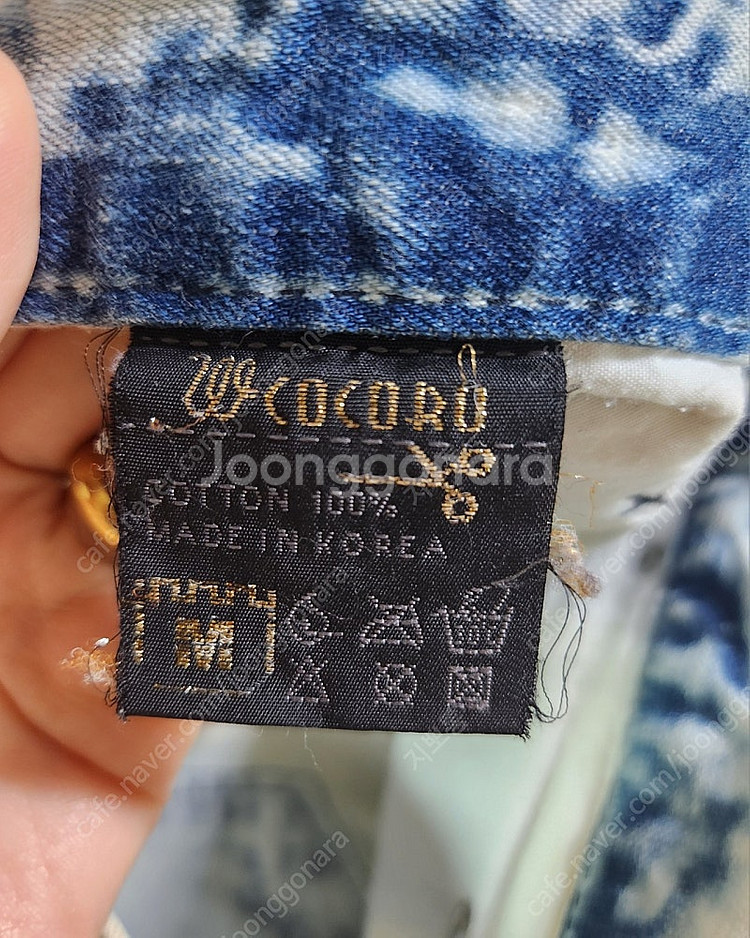 COCORO
Joonggonara
COTTON 100%
MADE IN KOREA
M
cafe.naver.com/joonggonara